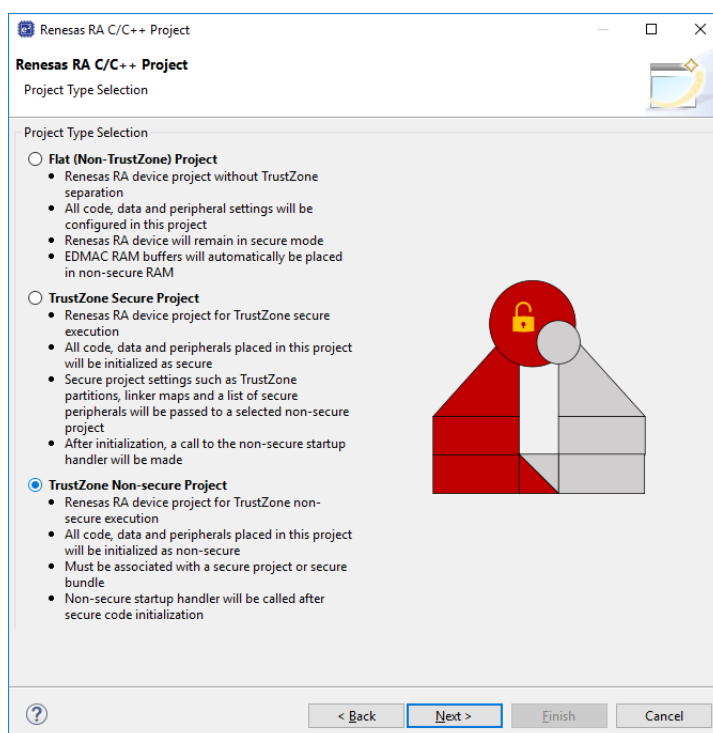 Renesas RA C/C++ Project
Renesas RA C/C++ Project
Project Type Selection
Project Type Selection
Flat (Non-TrustZone) Project
• Renesas RA device project without TrustZone
separation
• All code, data and peripheral settings will be
configured in this project
• Renesas RA device will remain in secure mode
• EDMAC RAM buffers will automatically be placed
in non-secure RAM
TrustZone Secure Project
• Renesas RA device project for TrustZone secure
execution
• All code, data and peripherals placed in this project
will be initialized as secure
• Secure project settings such as TrustZone
partitions, linker maps and a list of secure
peripherals will be passed to a selected non-secure
project
• After initialization, a call to the non-secure startup
handler will be made
TrustZone Non-secure Project
• Renesas RA device project for TrustZone non-
secure execution
• All code, data and peripherals placed in this project
will be initialized as non-secure
• Must be associated with a secure project or secure
bundle
• Non-secure startup handler will be called after
secure code initialization
? < Back Next > Finish Cancel